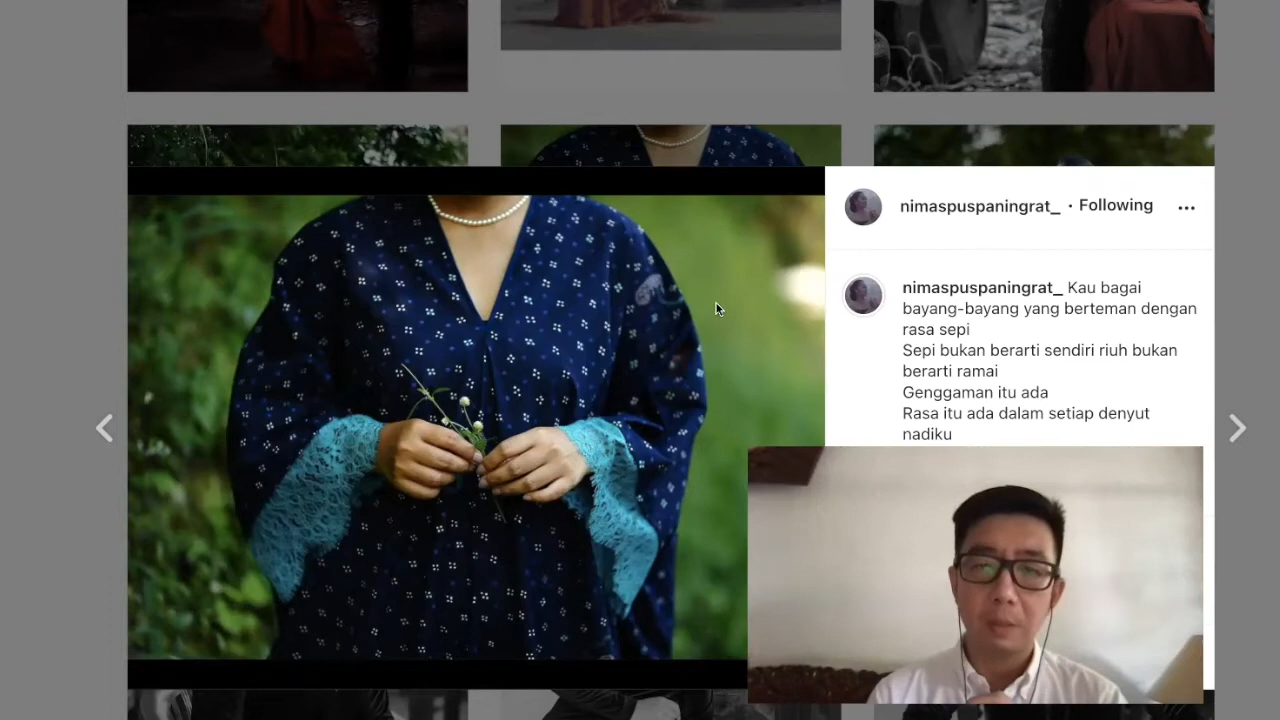 nimaspuspaningrat_ • Following
nimaspuspaningrat_ Kau bagai
bayang-bayang yang berteman dengan
rasa sepi
Sepi bukan berarti sendiri riuh bukan
berarti ramai
Genggaman itu ada
Rasa itu ada dalam setiap denyut
nadiku